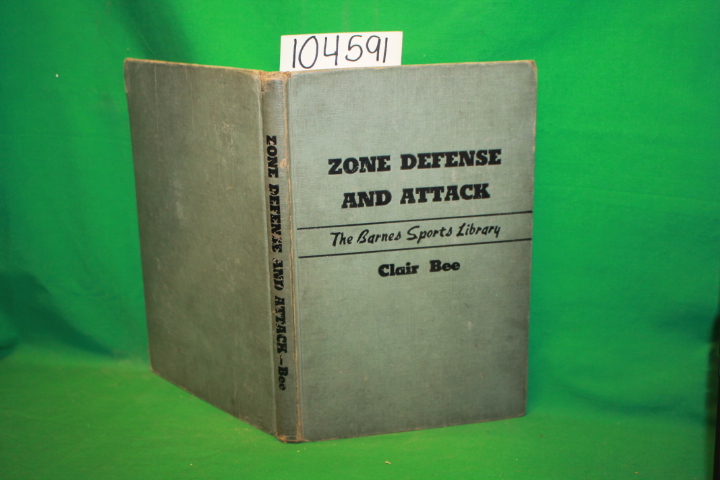 104591
ZONE DEFENSE
AND ATTACK
The Barnes Sports Library
Clair Bee
ZONE DEFENSE AND ATTACK-Bee